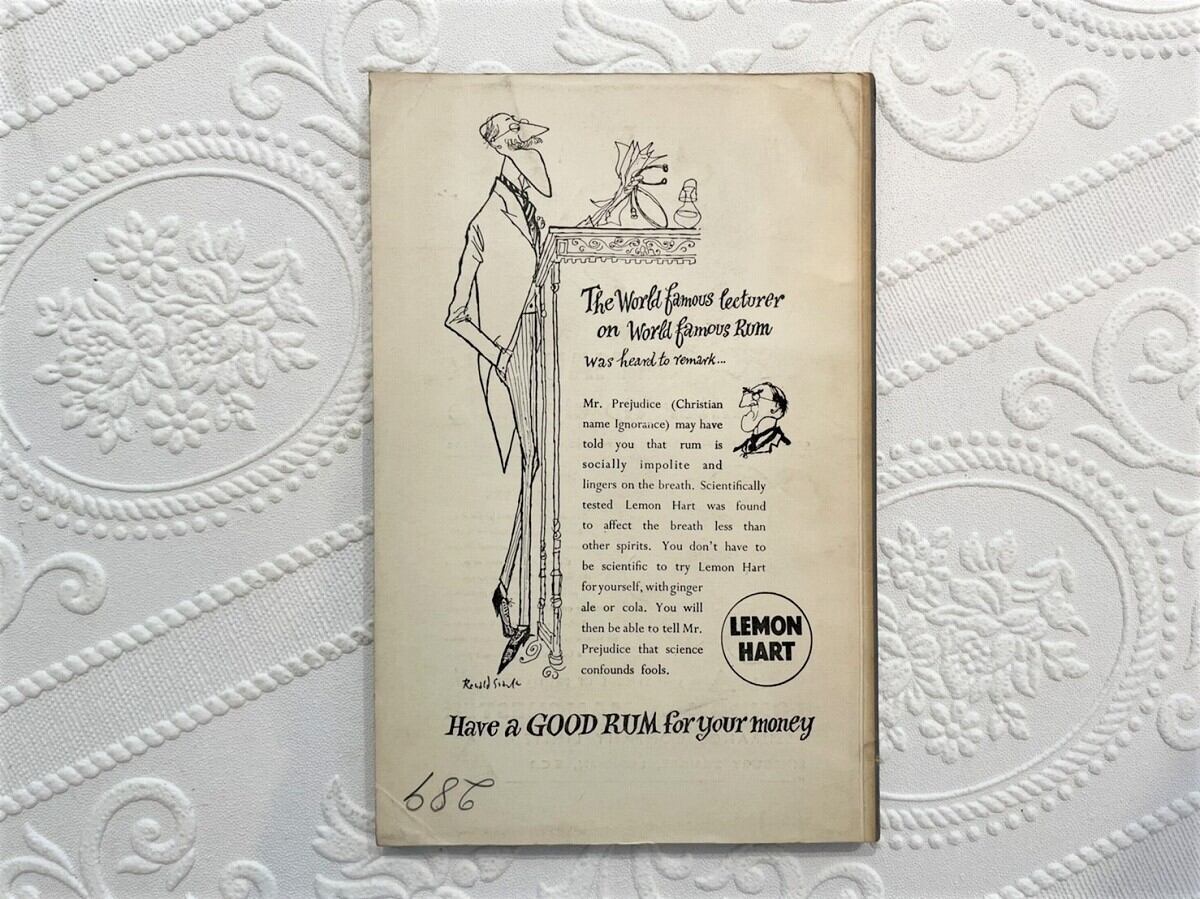 The World famous lecturer
on World famous Rum
was heard to remark...
Mr. Prejudice (Christian
name Ignorance) may have
told you that rum is
socially impolite and
lingers on the breath. Scientifically
tested Lemon Hart was found
to affect the breath less than
other spirits. You don't have to
be scientific to try Lemon Hart
for yourself, with ginger
ale or cola. You will
then be able to tell Mr.
Prejudice that science
confounds fools.
LEMON
HART
Ronald Searle
Have a GOOD RUM for your money
289